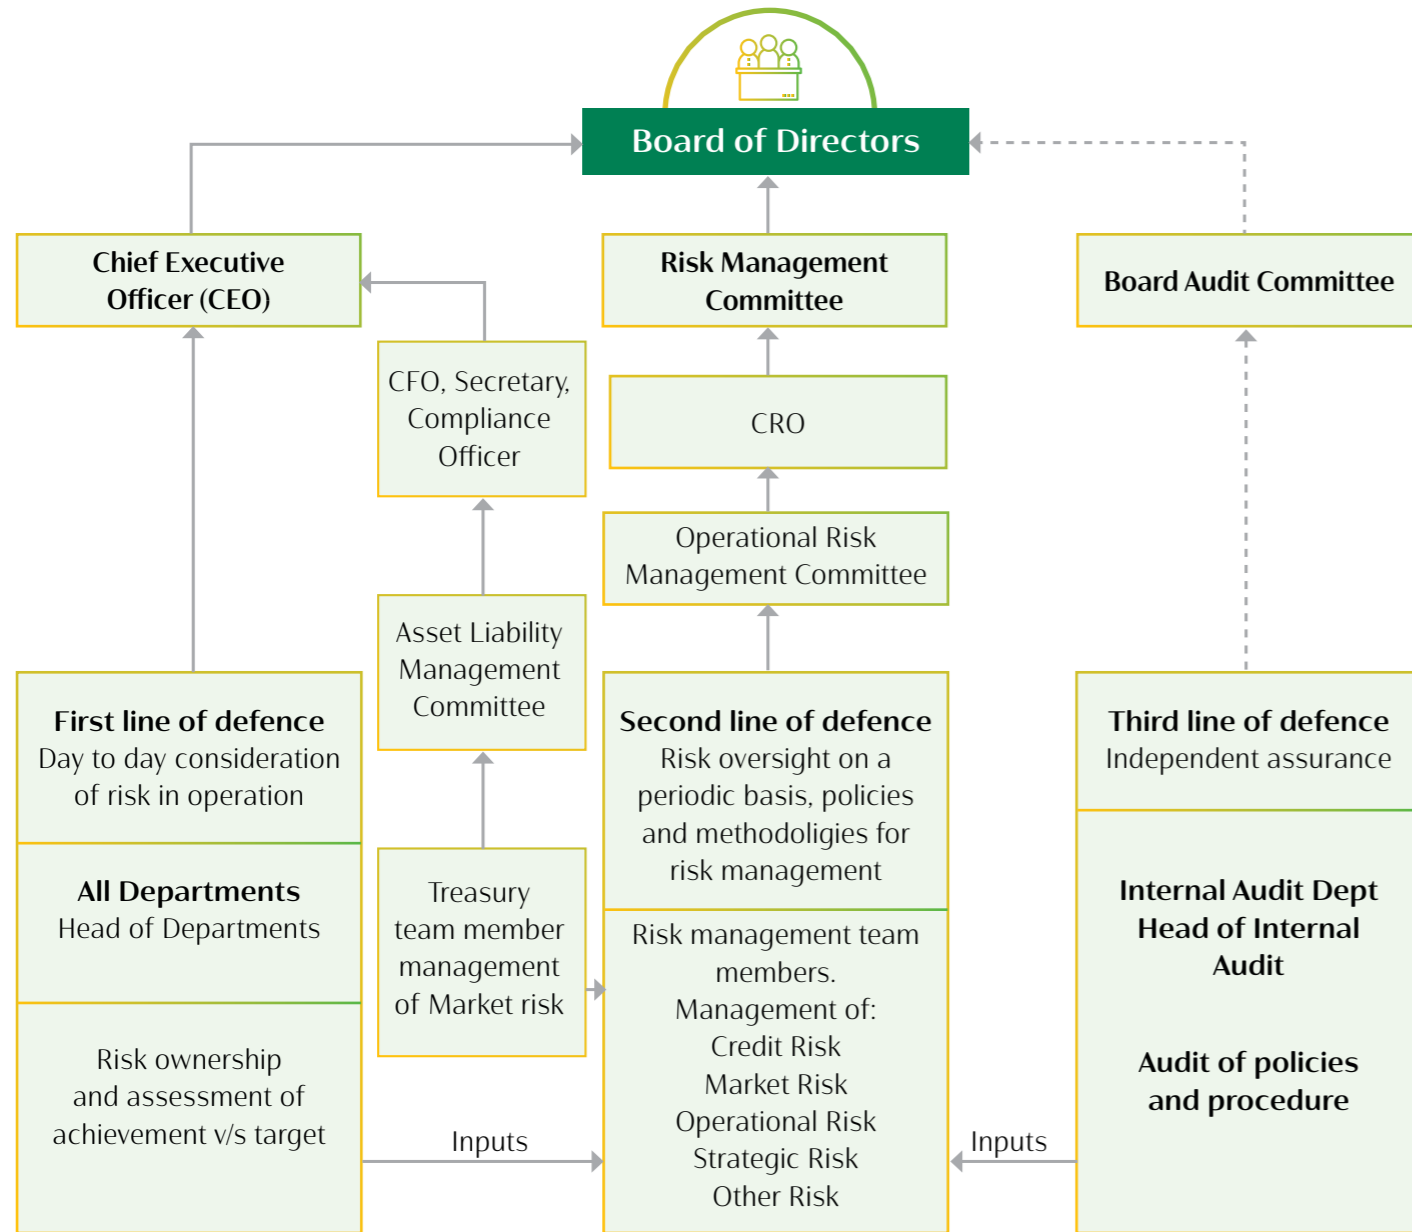 Board of Directors
Chief Executive
Officer (CEO)
Risk Management
Committee
Board Audit Committee
CFO, Secretary,
Compliance
Officer
CRO
Operational Risk
Management Committee
Asset Liability
Management
Committee
First line of defence
Day to day consideration
of risk in operation
All Departments
Head of Departments
Risk ownership
and assessment of
achievement v/s target
Treasury
team member
management
of Market risk
Inputs
Second line of defence
Risk oversight on a
periodic basis, policies
and methodoligies for
risk management
Risk management team
members.
Management of:
Credit Risk
Market Risk
Operational Risk
Strategic Risk
Other Risk
Inputs
Third line of defence
Independent assurance
Internal Audit Dept
Head of Internal
Audit
Audit of policies
and procedure